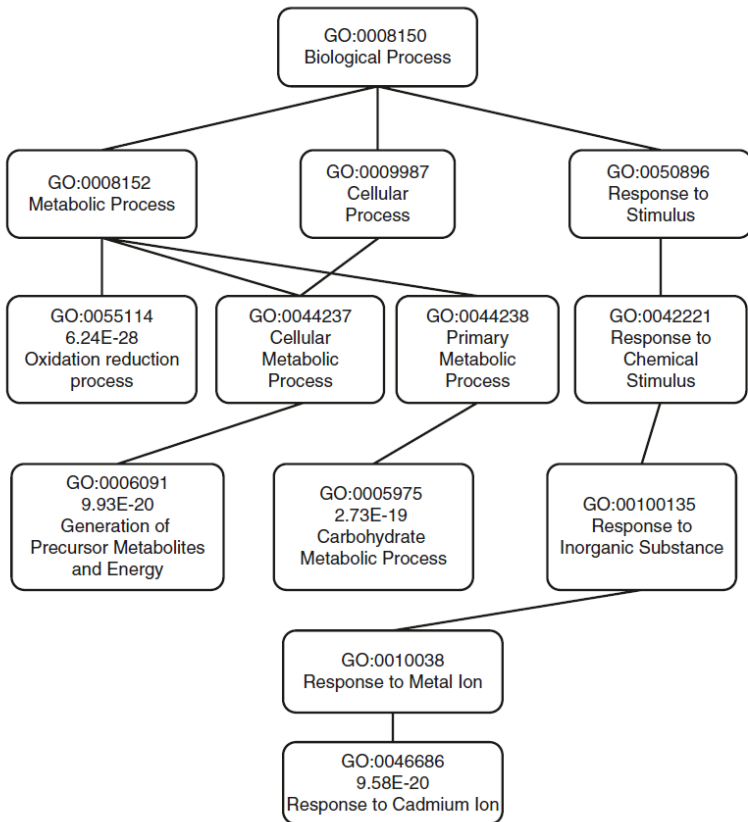 GO:0008150
Biological Process
GO:0008152
Metabolic Process
GO:0009987
Cellular
Process
GO:0050896
Response to
Stimulus
GO:0055114
6.24E-28
Oxidation reduction
process
GO:0044237
Cellular
Metabolic
Process
GO:0044238
Primary
Metabolic
Process
GO:0042221
Response to
Chemical
Stimulus
GO:0006091
9.93E-20
Generation of
Precursor Metabolites
and Energy
GO:0005975
2.73E-19
Carbohydrate
Metabolic Process
GO:00100135
Response to
Inorganic Substance
GO:0010038
Response to Metal Ion
GO:0046686
9.58E-20
Response to Cadmium Ion